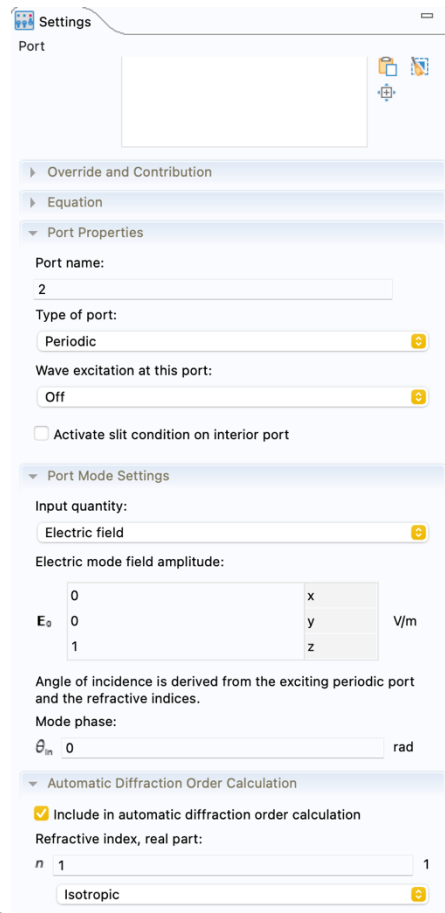 Settings
Port
Override and Contribution
Equation
Port Properties
Port name:
2
Type of port:
Periodic
Wave excitation at this port:
Off
Activate slit condition on interior port
Port Mode Settings
Input quantity:
Electric field
Electric mode field amplitude:
0 x
E₀ 0 y V/m
1 z
Angle of incidence is derived from the exciting periodic port
and the refractive indices.
Mode phase:
θin 0 rad
Automatic Diffraction Order Calculation
Include in automatic diffraction order calculation
Refractive index, real part:
n 1 1
Isotropic